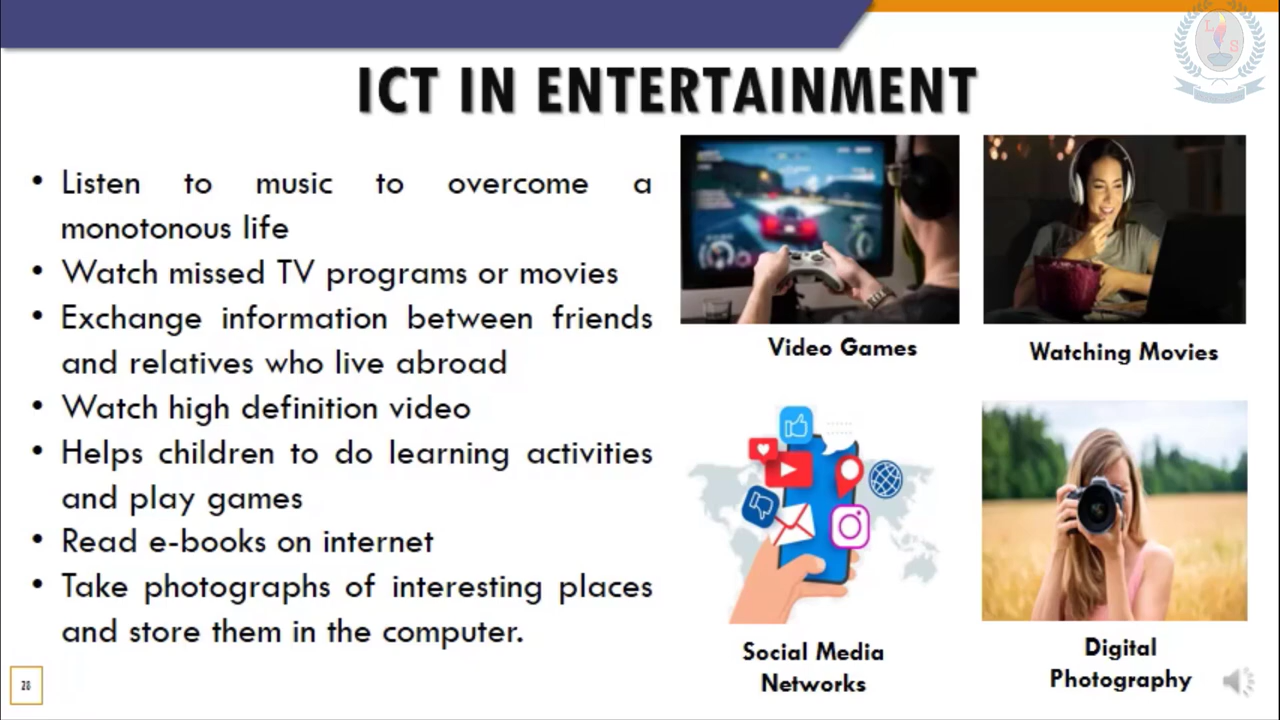 ICT IN ENTERTAINMENT
L
S
• Listen to music to overcome a
monotonous life
• Watch missed TV programs or movies
• Exchange information between friends
and relatives who live abroad
• Watch high definition video
• Helps children to do learning activities
and play games
• Read e-books on internet
• Take photographs of interesting places
and store them in the computer.
Video Games
Watching Movies
Social Media
Networks
Digital
Photography
28